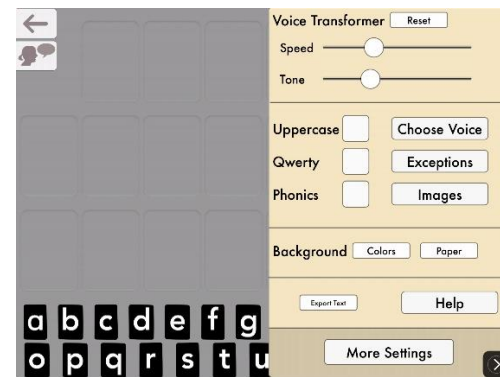 Voice Transformer Reset
Speed
Tone
Uppercase Choose Voice
Qwerty Exceptions
Phonics Images
Background Colors Paper
Export Text Help
More Settings
a b c d e f g
o p q r s t u